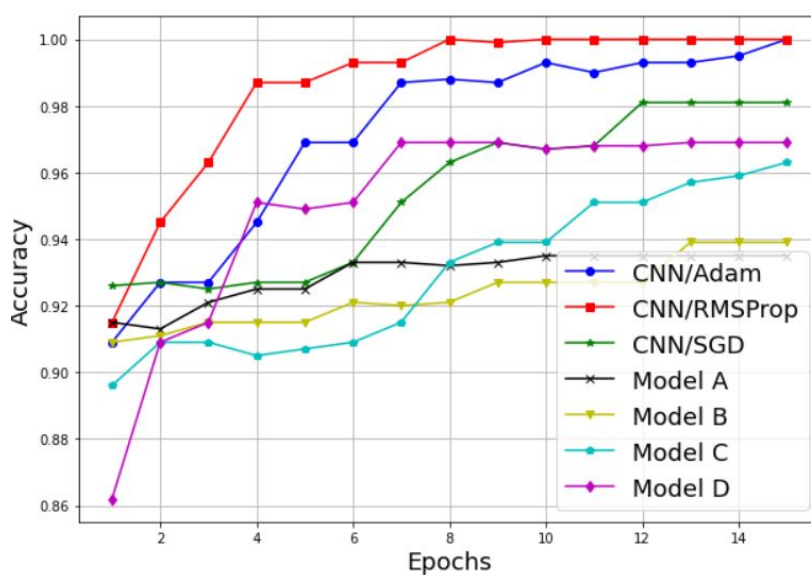 1.00
0.98
0.96
0.94
0.92
0.90
0.88
0.86
Accuracy
2 4 6 8 10 12 14
Epochs
CNN/Adam
CNN/RMSProp
CNN/SGD
Model A
Model B
Model C
Model D